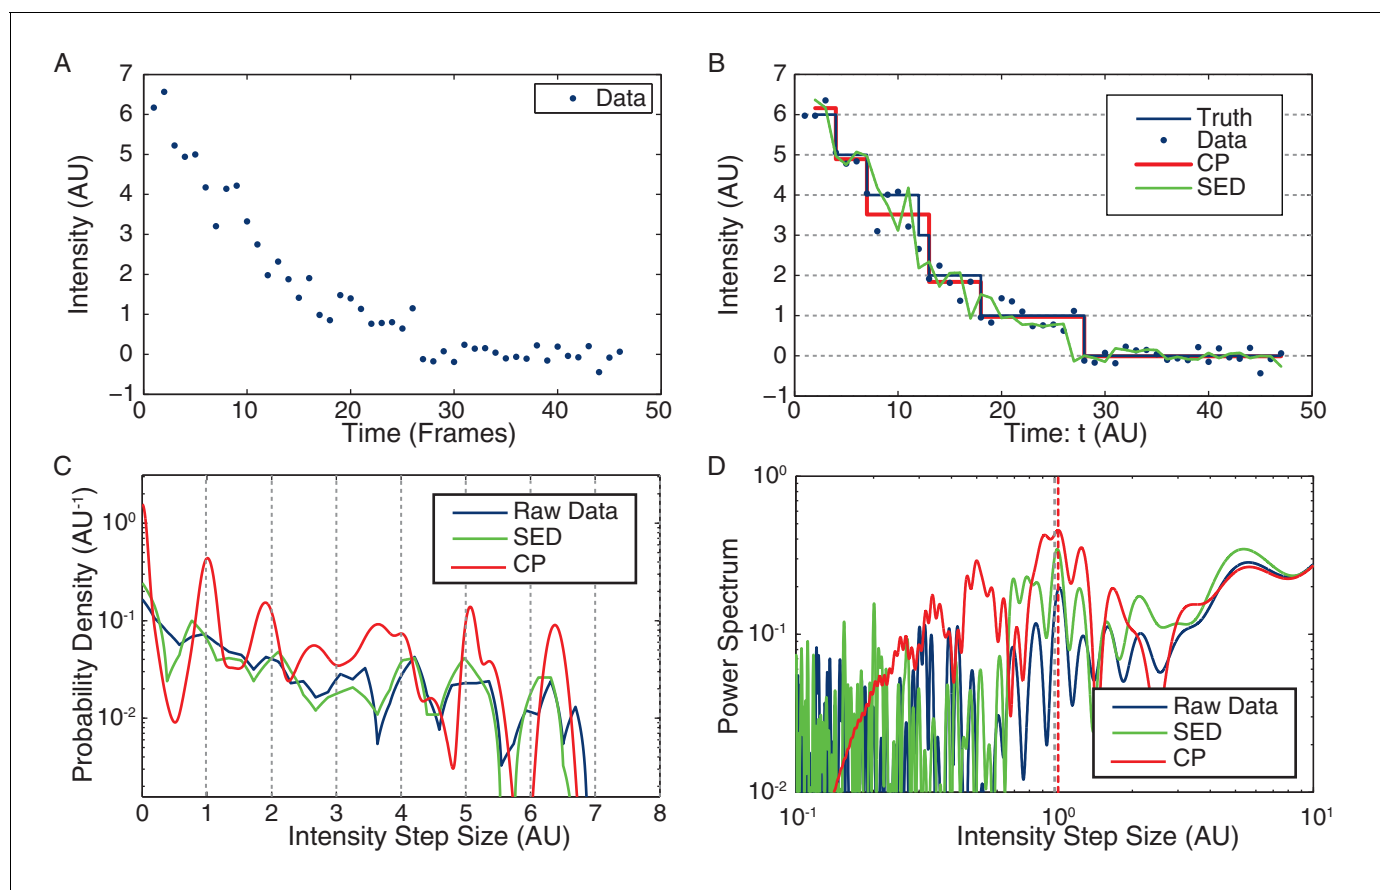 A
7
6
5
4
3
2
1
0
−1
Intensity (AU)
Data
0 10 20 30 40 50
Time (Frames)
B
7
6
5
4
3
2
1
0
−1
Intensity (AU)
Truth
Data
CP
SED
0 10 20 30 40 50
Time: t (AU)
C
10^0
10^-1
10^-2
Probability Density (AU^-1)
Raw Data
SED
CP
0 1 2 3 4 5 6 7 8
Intensity Step Size (AU)
D
10^0
10^-1
10^-2
Power Spectrum
Raw Data
SED
CP
10^-1 10^0 10^1
Intensity Step Size (AU)